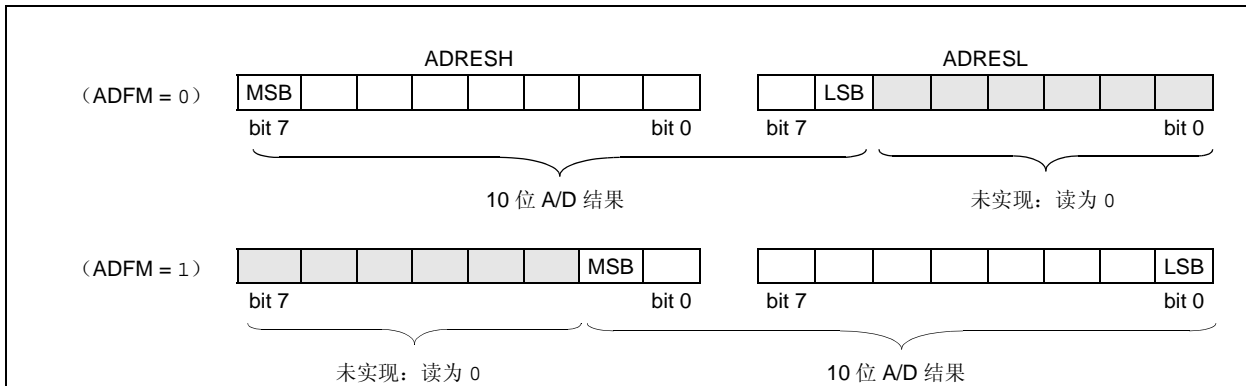 ADRESH ADRESL
（ADFM = 0） MSB LSB
bit 7 bit 0 bit 7 bit 0
10 位 A/D 结果 未实现：读为 0
（ADFM = 1） MSB LSB
bit 7 bit 0 bit 7 bit 0
未实现：读为 0 10 位 A/D 结果